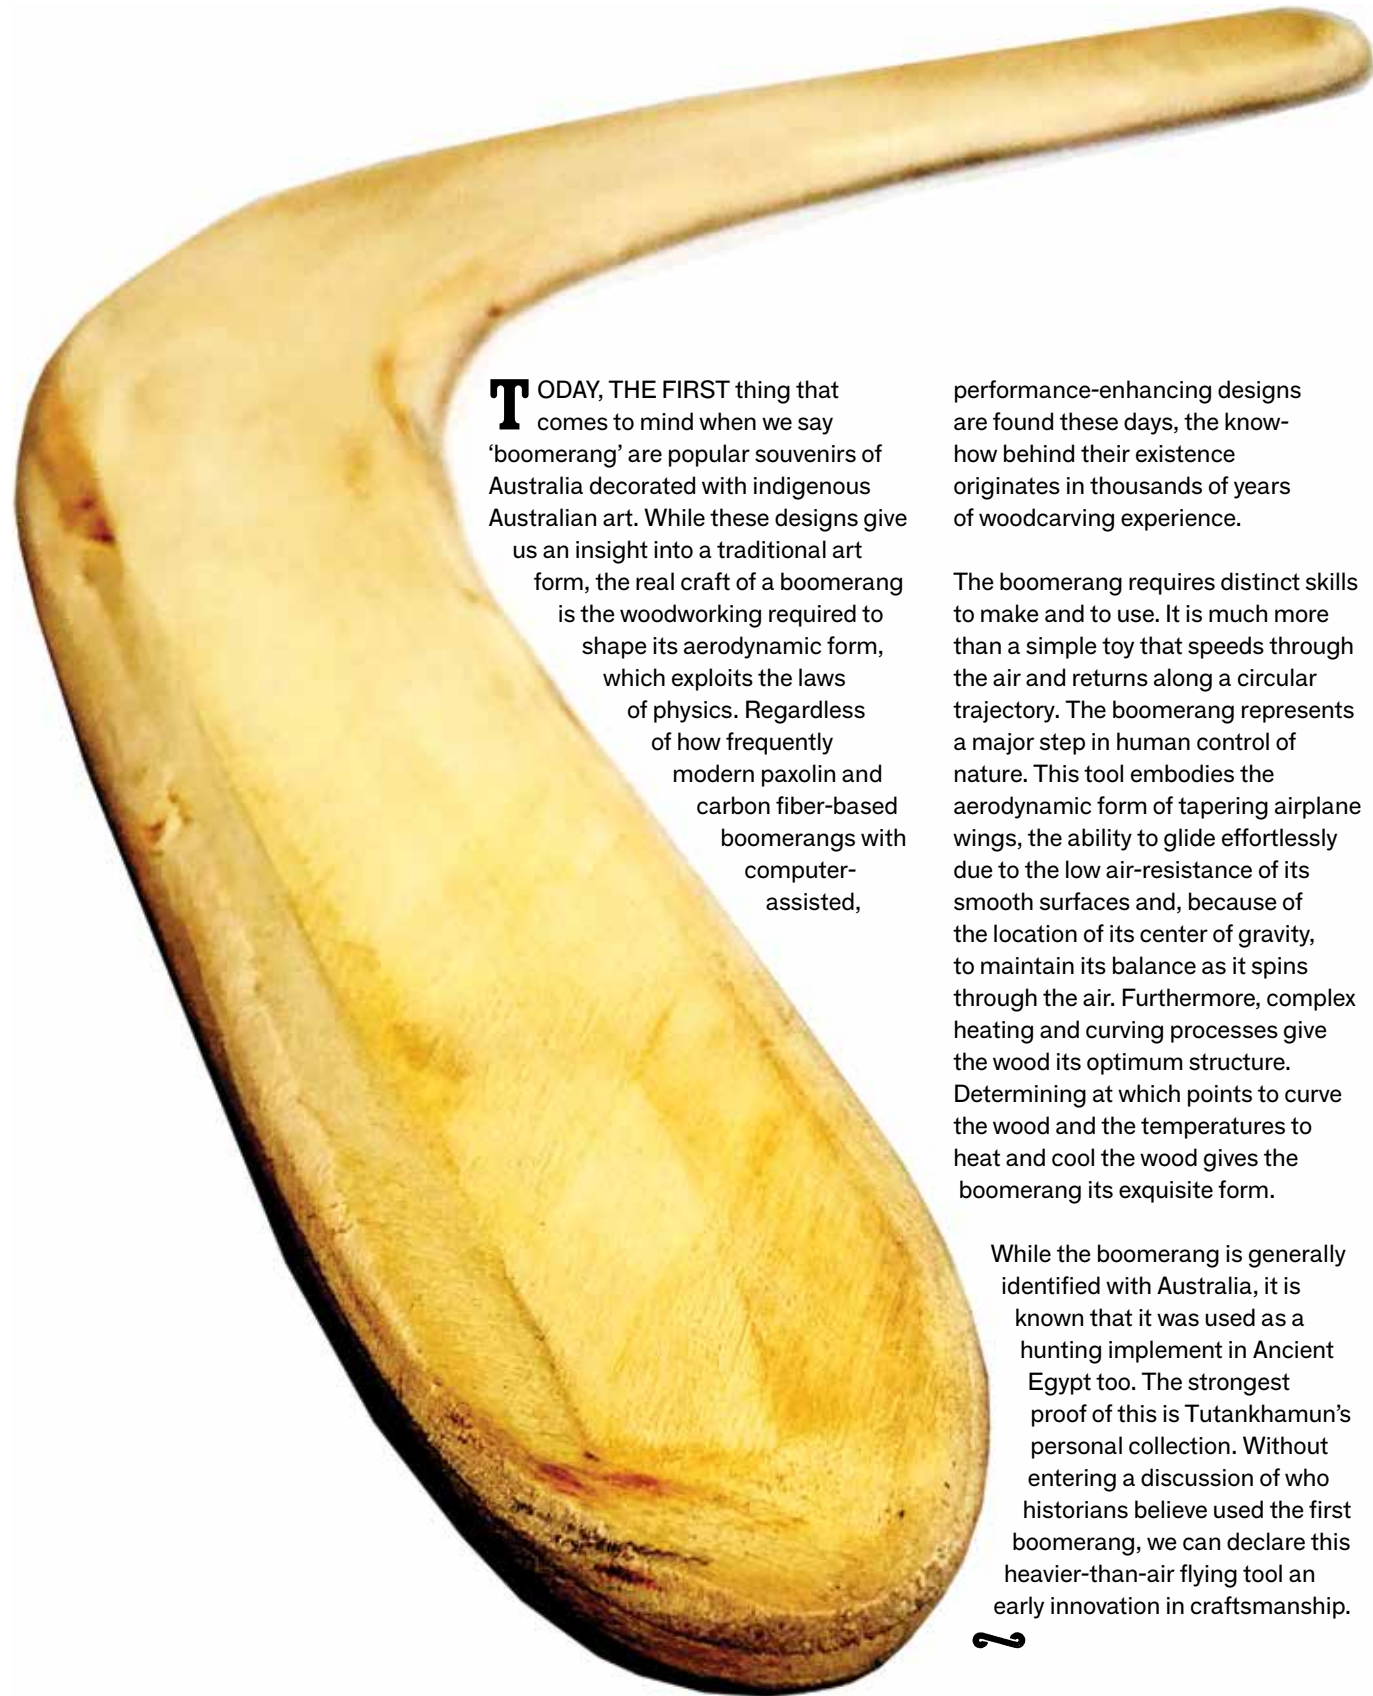 TODAY, THE FIRST thing that
comes to mind when we say
‘boomerang’ are popular souvenirs of
Australia decorated with indigenous
Australian art. While these designs give
us an insight into a traditional art
form, the real craft of a boomerang
is the woodworking required to
shape its aerodynamic form,
which exploits the laws
of physics. Regardless
of how frequently
modern paxolin and
carbon fiber-based
boomerangs with
computer-
assisted,
performance-enhancing designs
are found these days, the know-
how behind their existence
originates in thousands of years
of woodcarving experience.
The boomerang requires distinct skills
to make and to use. It is much more
than a simple toy that speeds through
the air and returns along a circular
trajectory. The boomerang represents
a major step in human control of
nature. This tool embodies the
aerodynamic form of tapering airplane
wings, the ability to glide effortlessly
due to the low air-resistance of its
smooth surfaces and, because of
the location of its center of gravity,
to maintain its balance as it spins
through the air. Furthermore, complex
heating and curving processes give
the wood its optimum structure.
Determining at which points to curve
the wood and the temperatures to
heat and cool the wood gives the
boomerang its exquisite form.
While the boomerang is generally
identified with Australia, it is
known that it was used as a
hunting implement in Ancient
Egypt too. The strongest
proof of this is Tutankhamun’s
personal collection. Without
entering a discussion of who
historians believe used the first
boomerang, we can declare this
heavier-than-air flying tool an
early innovation in craftsmanship.